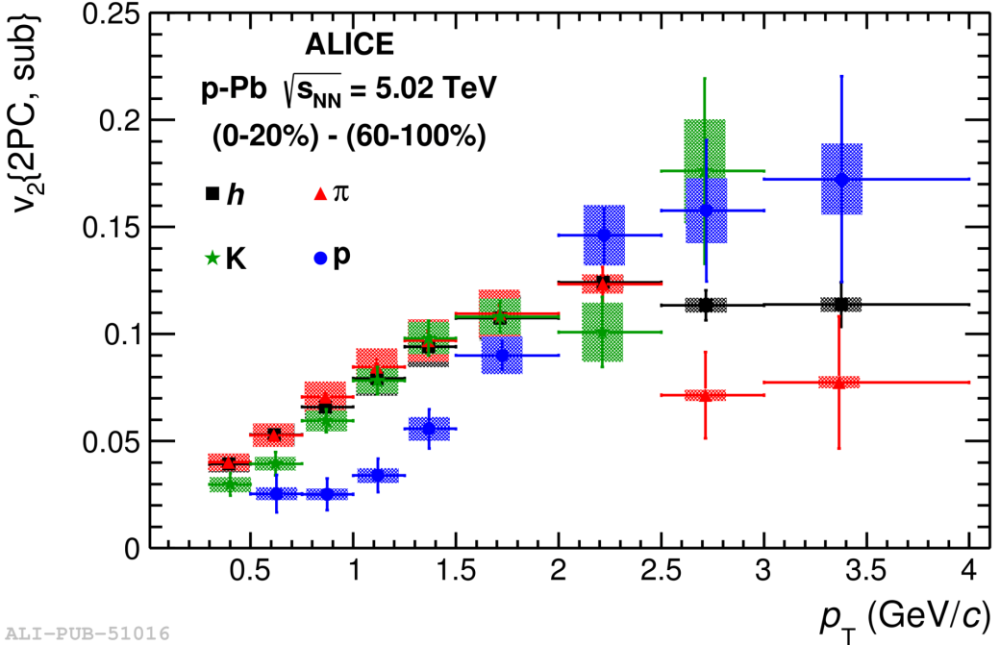 v₂{2PC, sub}
ALICE
p-Pb √sNN = 5.02 TeV
(0-20%) - (60-100%)
h π
K p
0.25
0.2
0.15
0.1
0.05
0
0.5 1 1.5 2 2.5 3 3.5 4
pT (GeV/c)
ALI-PUB-51016